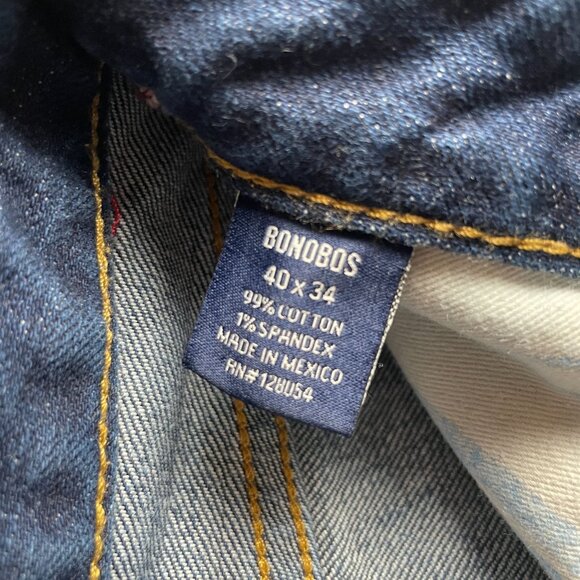 BONOBOS
40 x 34
99% COTTON
1% SPANDEX
MADE IN MEXICO
RN#128054